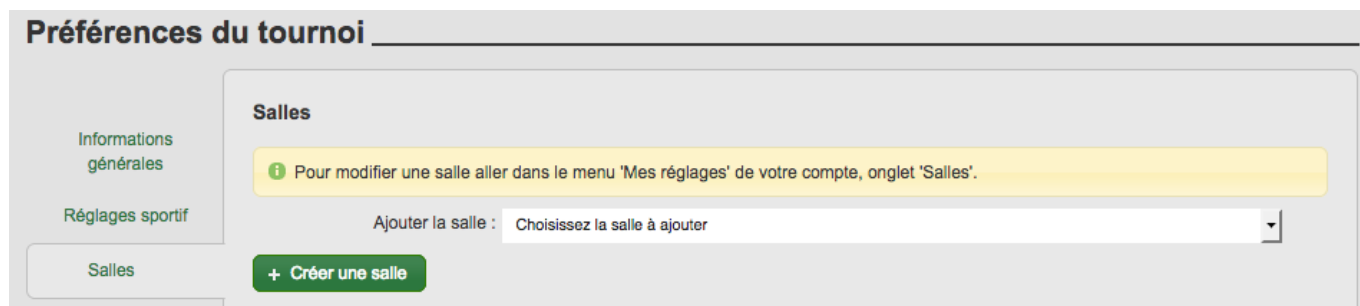 Préférences du tournoi
Informations
générales
Réglages sportif
Salles
Salles
Pour modifier une salle aller dans le menu 'Mes réglages' de votre compte, onglet 'Salles'.
Ajouter la salle : Choisissez la salle à ajouter
+ Créer une salle